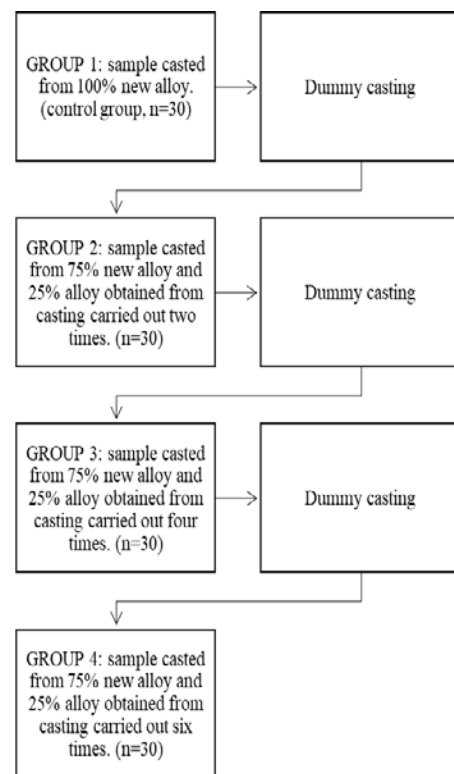 GROUP 1: sample casted
from 100% new alloy.
(control group, n=30)
Dummy casting
GROUP 2: sample casted
from 75% new alloy and
25% alloy obtained from
casting carried out two
times. (n=30)
Dummy casting
GROUP 3: sample casted
from 75% new alloy and
25% alloy obtained from
casting carried out four
times. (n=30)
Dummy casting
GROUP 4: sample casted
from 75% new alloy and
25% alloy obtained from
casting carried out six
times. (n=30)